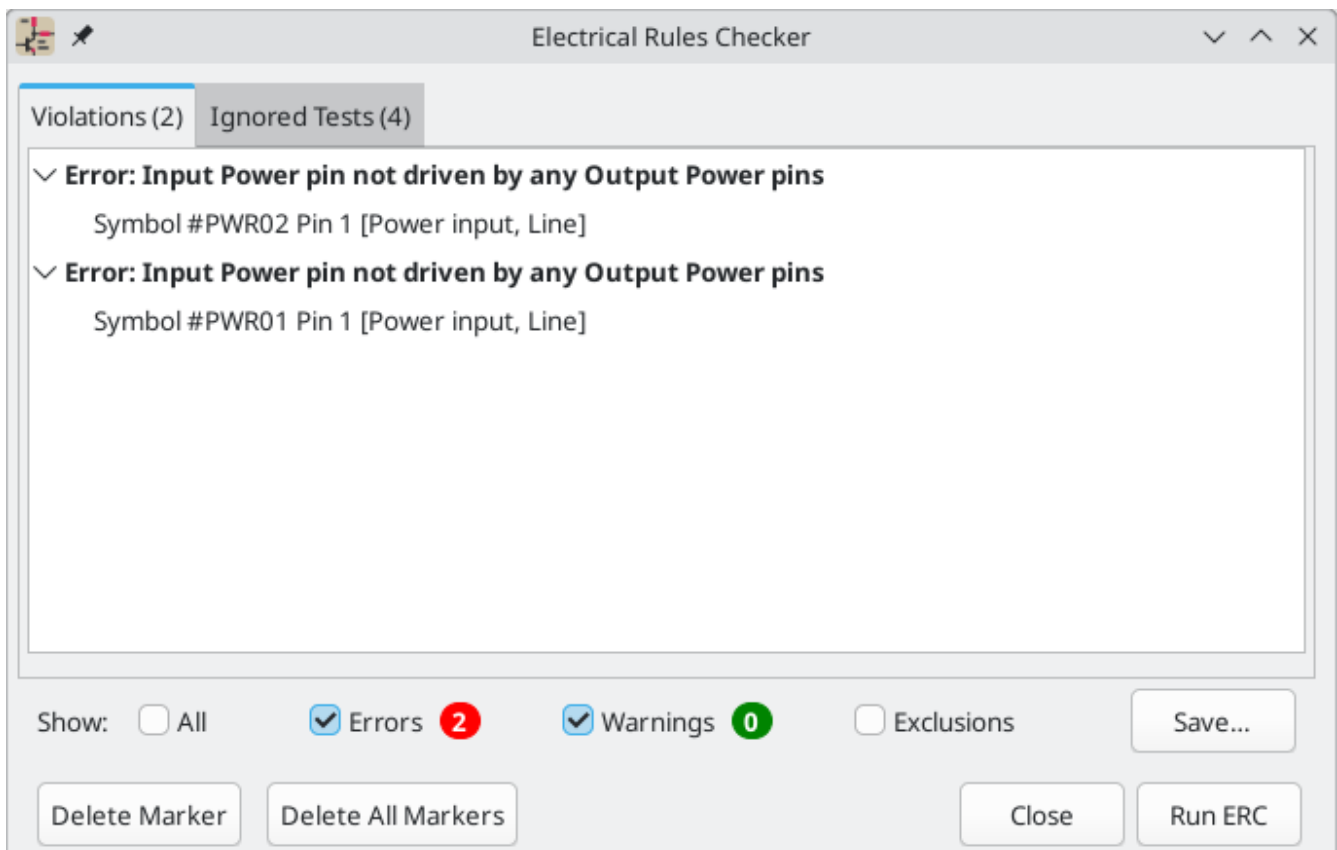 Electrical Rules Checker
Violations (2) Ignored Tests (4)
Error: Input Power pin not driven by any Output Power pins
Symbol #PWR02 Pin 1 [Power input, Line]
Error: Input Power pin not driven by any Output Power pins
Symbol #PWR01 Pin 1 [Power input, Line]
Show: All Errors 2 Warnings 0 Exclusions Save...
Delete Marker Delete All Markers Close Run ERC